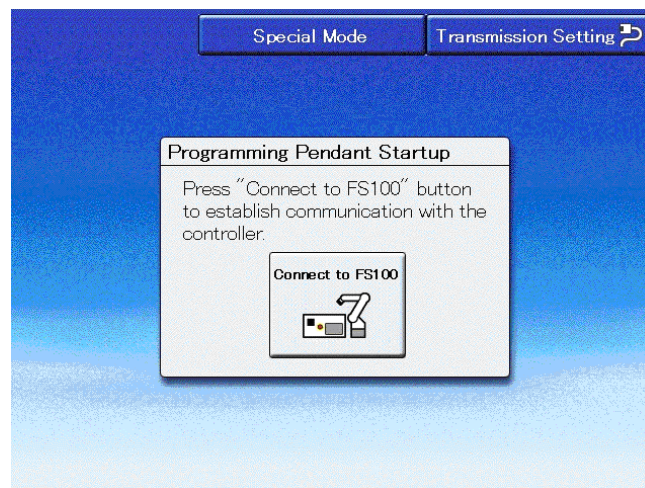 Special Mode
Transmission Setting
Programming Pendant Startup
Press "Connect to FS100" button
to establish communication with the
controller.
Connect to FS100